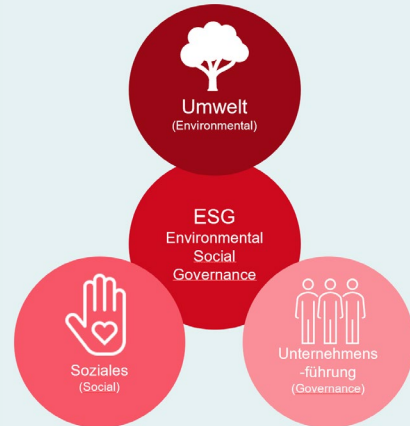 Umwelt
(Environmental)
ESG
Environmental
Social
Governance
Soziales
(Social)
Unternehmens
-führung
(Governance)